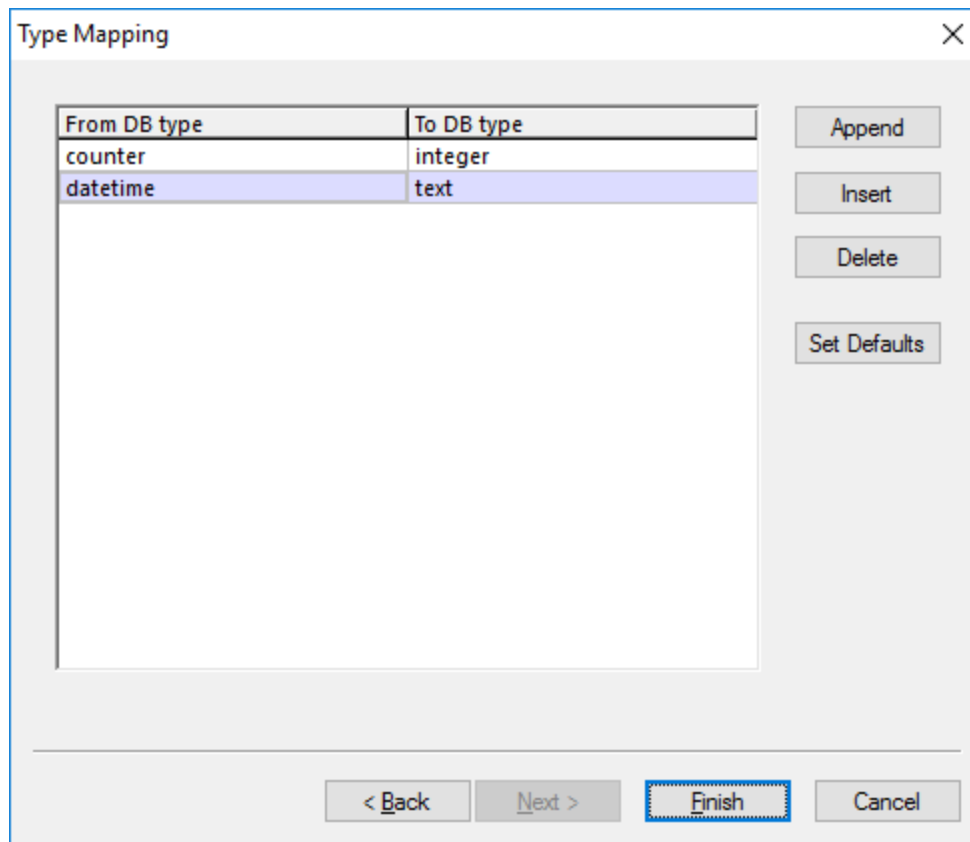 Type Mapping
From DB type To DB type
counter integer
datetime text
Append
Insert
Delete
Set Defaults
< Back Next > Finish Cancel